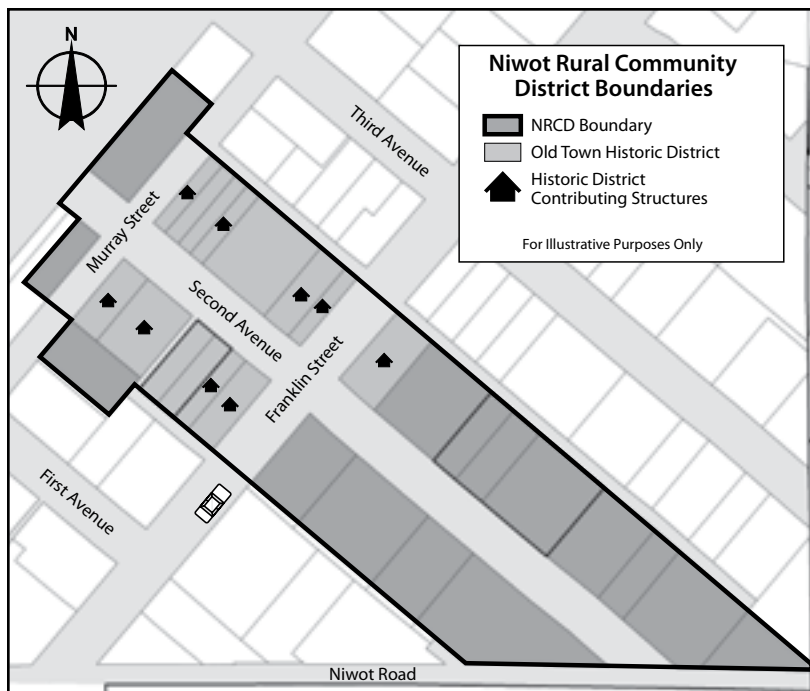 N
Niwot Rural Community
District Boundaries
NRCD Boundary
Old Town Historic District
Historic District
Contributing Structures
For Illustrative Purposes Only
Third Avenue
Murray Street
Second Avenue
Franklin Street
First Avenue
Niwot Road